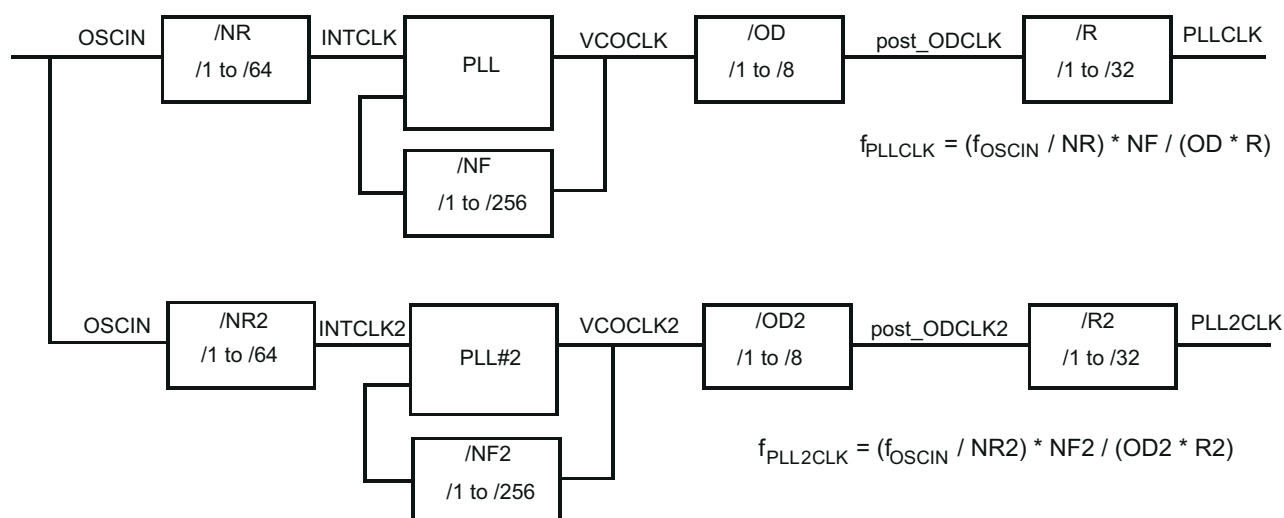 OSCIN
/NR
/1 to /64
INTCLK
PLL
VCOCLK
/OD
/1 to /8
post_ODCLK
/R
/1 to /32
PLLCLK
/NF
/1 to /256
fPLLCLK = (fOSCIN / NR) * NF / (OD * R)
OSCIN
/NR2
/1 to /64
INTCLK2
PLL#2
VCOCLK2
/OD2
/1 to /8
post_ODCLK2
/R2
/1 to /32
PLL2CLK
/NF2
/1 to /256
fPLL2CLK = (fOSCIN / NR2) * NF2 / (OD2 * R2)